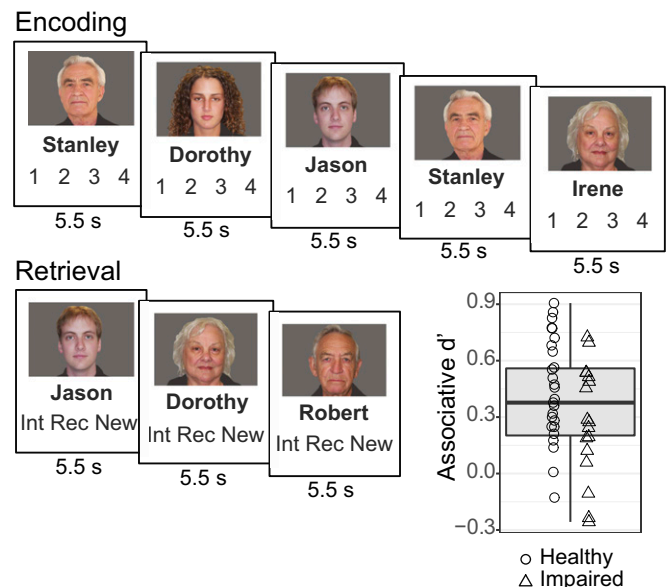 Encoding
Stanley
1 2 3 4
5.5 s
Dorothy
1 2 3 4
5.5 s
Jason
1 2 3 4
5.5 s
Stanley
1 2 3 4
5.5 s
Irene
1 2 3 4
5.5 s
Retrieval
Jason
Int Rec New
5.5 s
Dorothy
Int Rec New
5.5 s
Robert
Int Rec New
5.5 s
Associative d’
0.9
0.6
0.3
0.0
−0.3
○ Healthy
△ Impaired